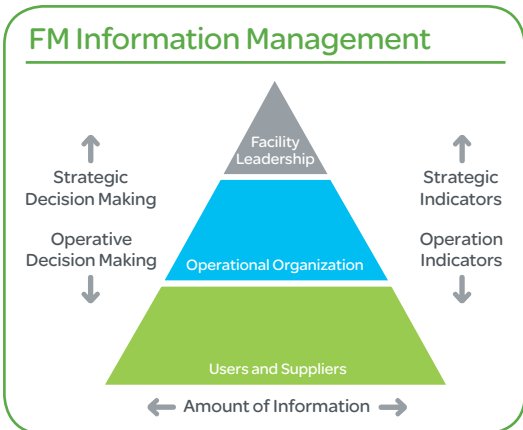 FM Information Management
Facility
Leadership
Strategic
Decision Making
Strategic
Indicators
Operative
Decision Making
Operational Organization
Operation
Indicators
Users and Suppliers
Amount of Information